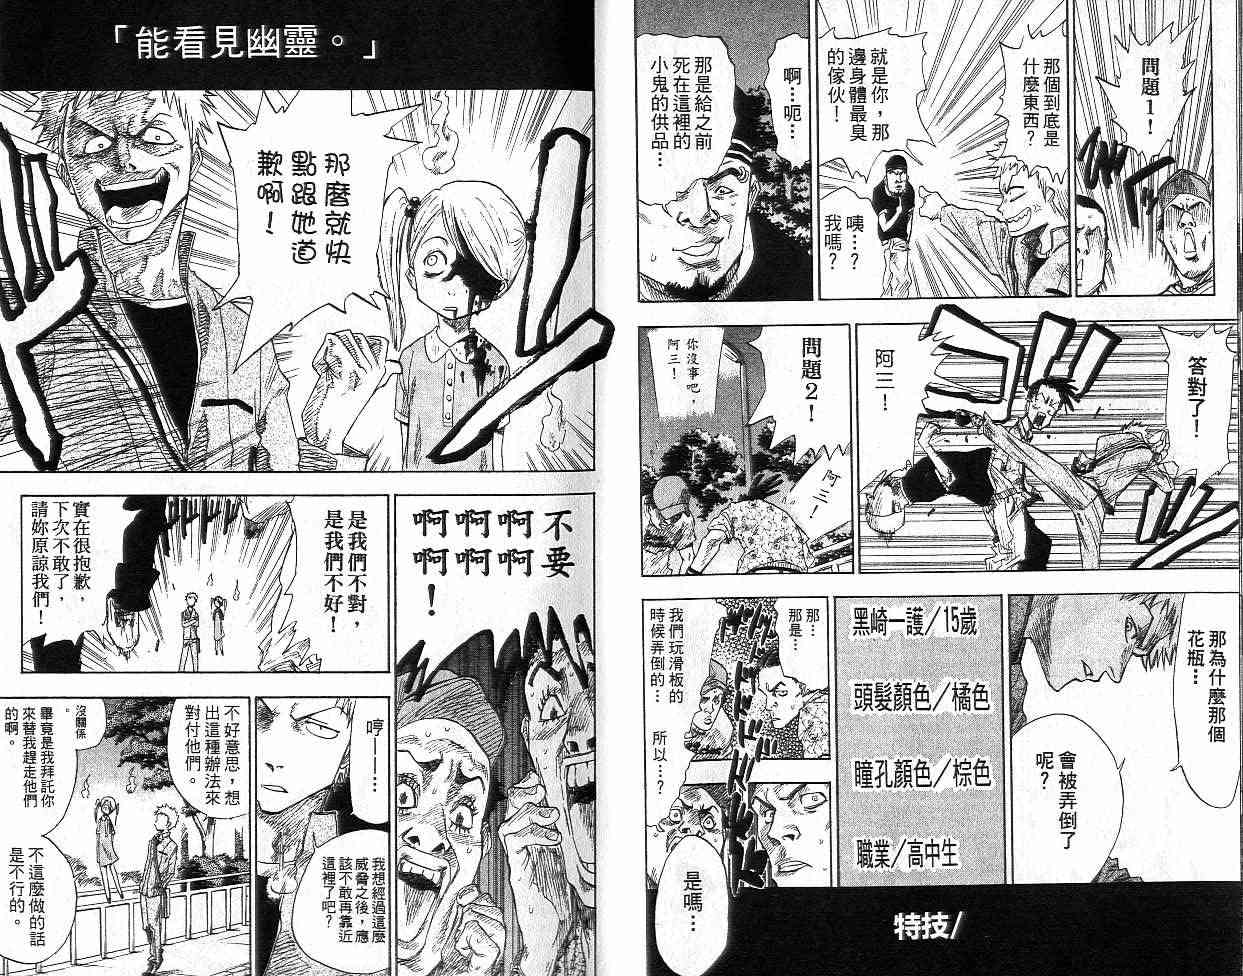 問題1！
那個到底是
什麼東西？
就是你，那
邊身體最臭
的傢伙！
咦…？
我嗎？
啊…呃…
那是給之前
死在這裡的
小鬼的供品…
答對了！
阿三！
問題2！
你沒事吧，
阿三！
阿三！
那為什麼那個
花瓶…
會被弄倒了
呢？
黑崎一護／15歲
頭髮顏色／橘色
瞳孔顏色／棕色
職業／高中生
那…
那是…
我們玩滑板的
時候弄倒的…
所以…？
是嗎…
特技/
「能看見幽靈。」
那麼就快
點跟她道
歉啊！
不要
啊啊
啊啊
啊啊！
是我們不對，
是我們不好！
實在很抱歉，
下次不敢了，
請妳原諒我們！
哼——…
我想經過這麼
威脅之後，應
該不敢再靠近
這裡了吧？
不好意思，想
出這種辦法來
對付他們。
沒關係
。
畢竟是我拜託你
來替我趕走他們
的啊。
不這麼做的話
是不行的。